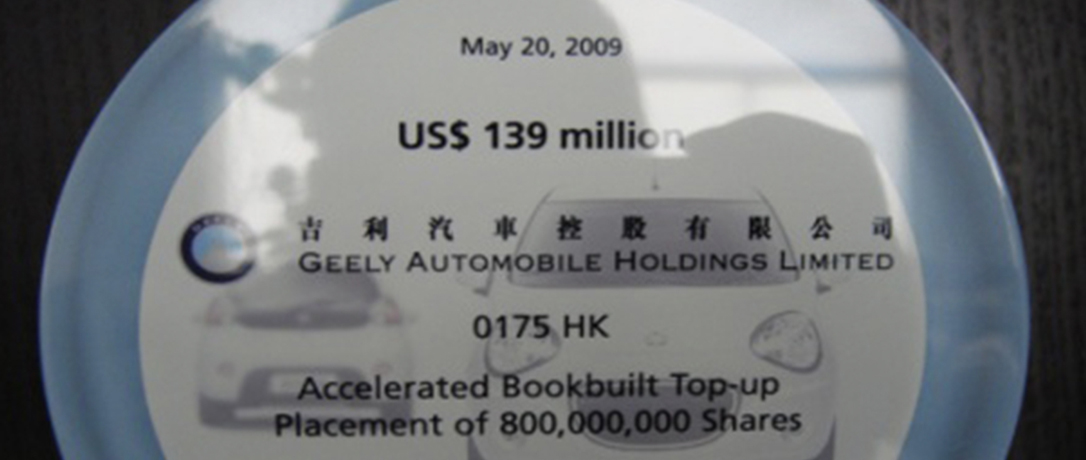 May 20, 2009
US$ 139 million
吉利汽車控股有限公司
GEELY AUTOMOBILE HOLDINGS LIMITED
0175 HK
Accelerated Bookbuilt Top-up
Placement of 800,000,000 Shares